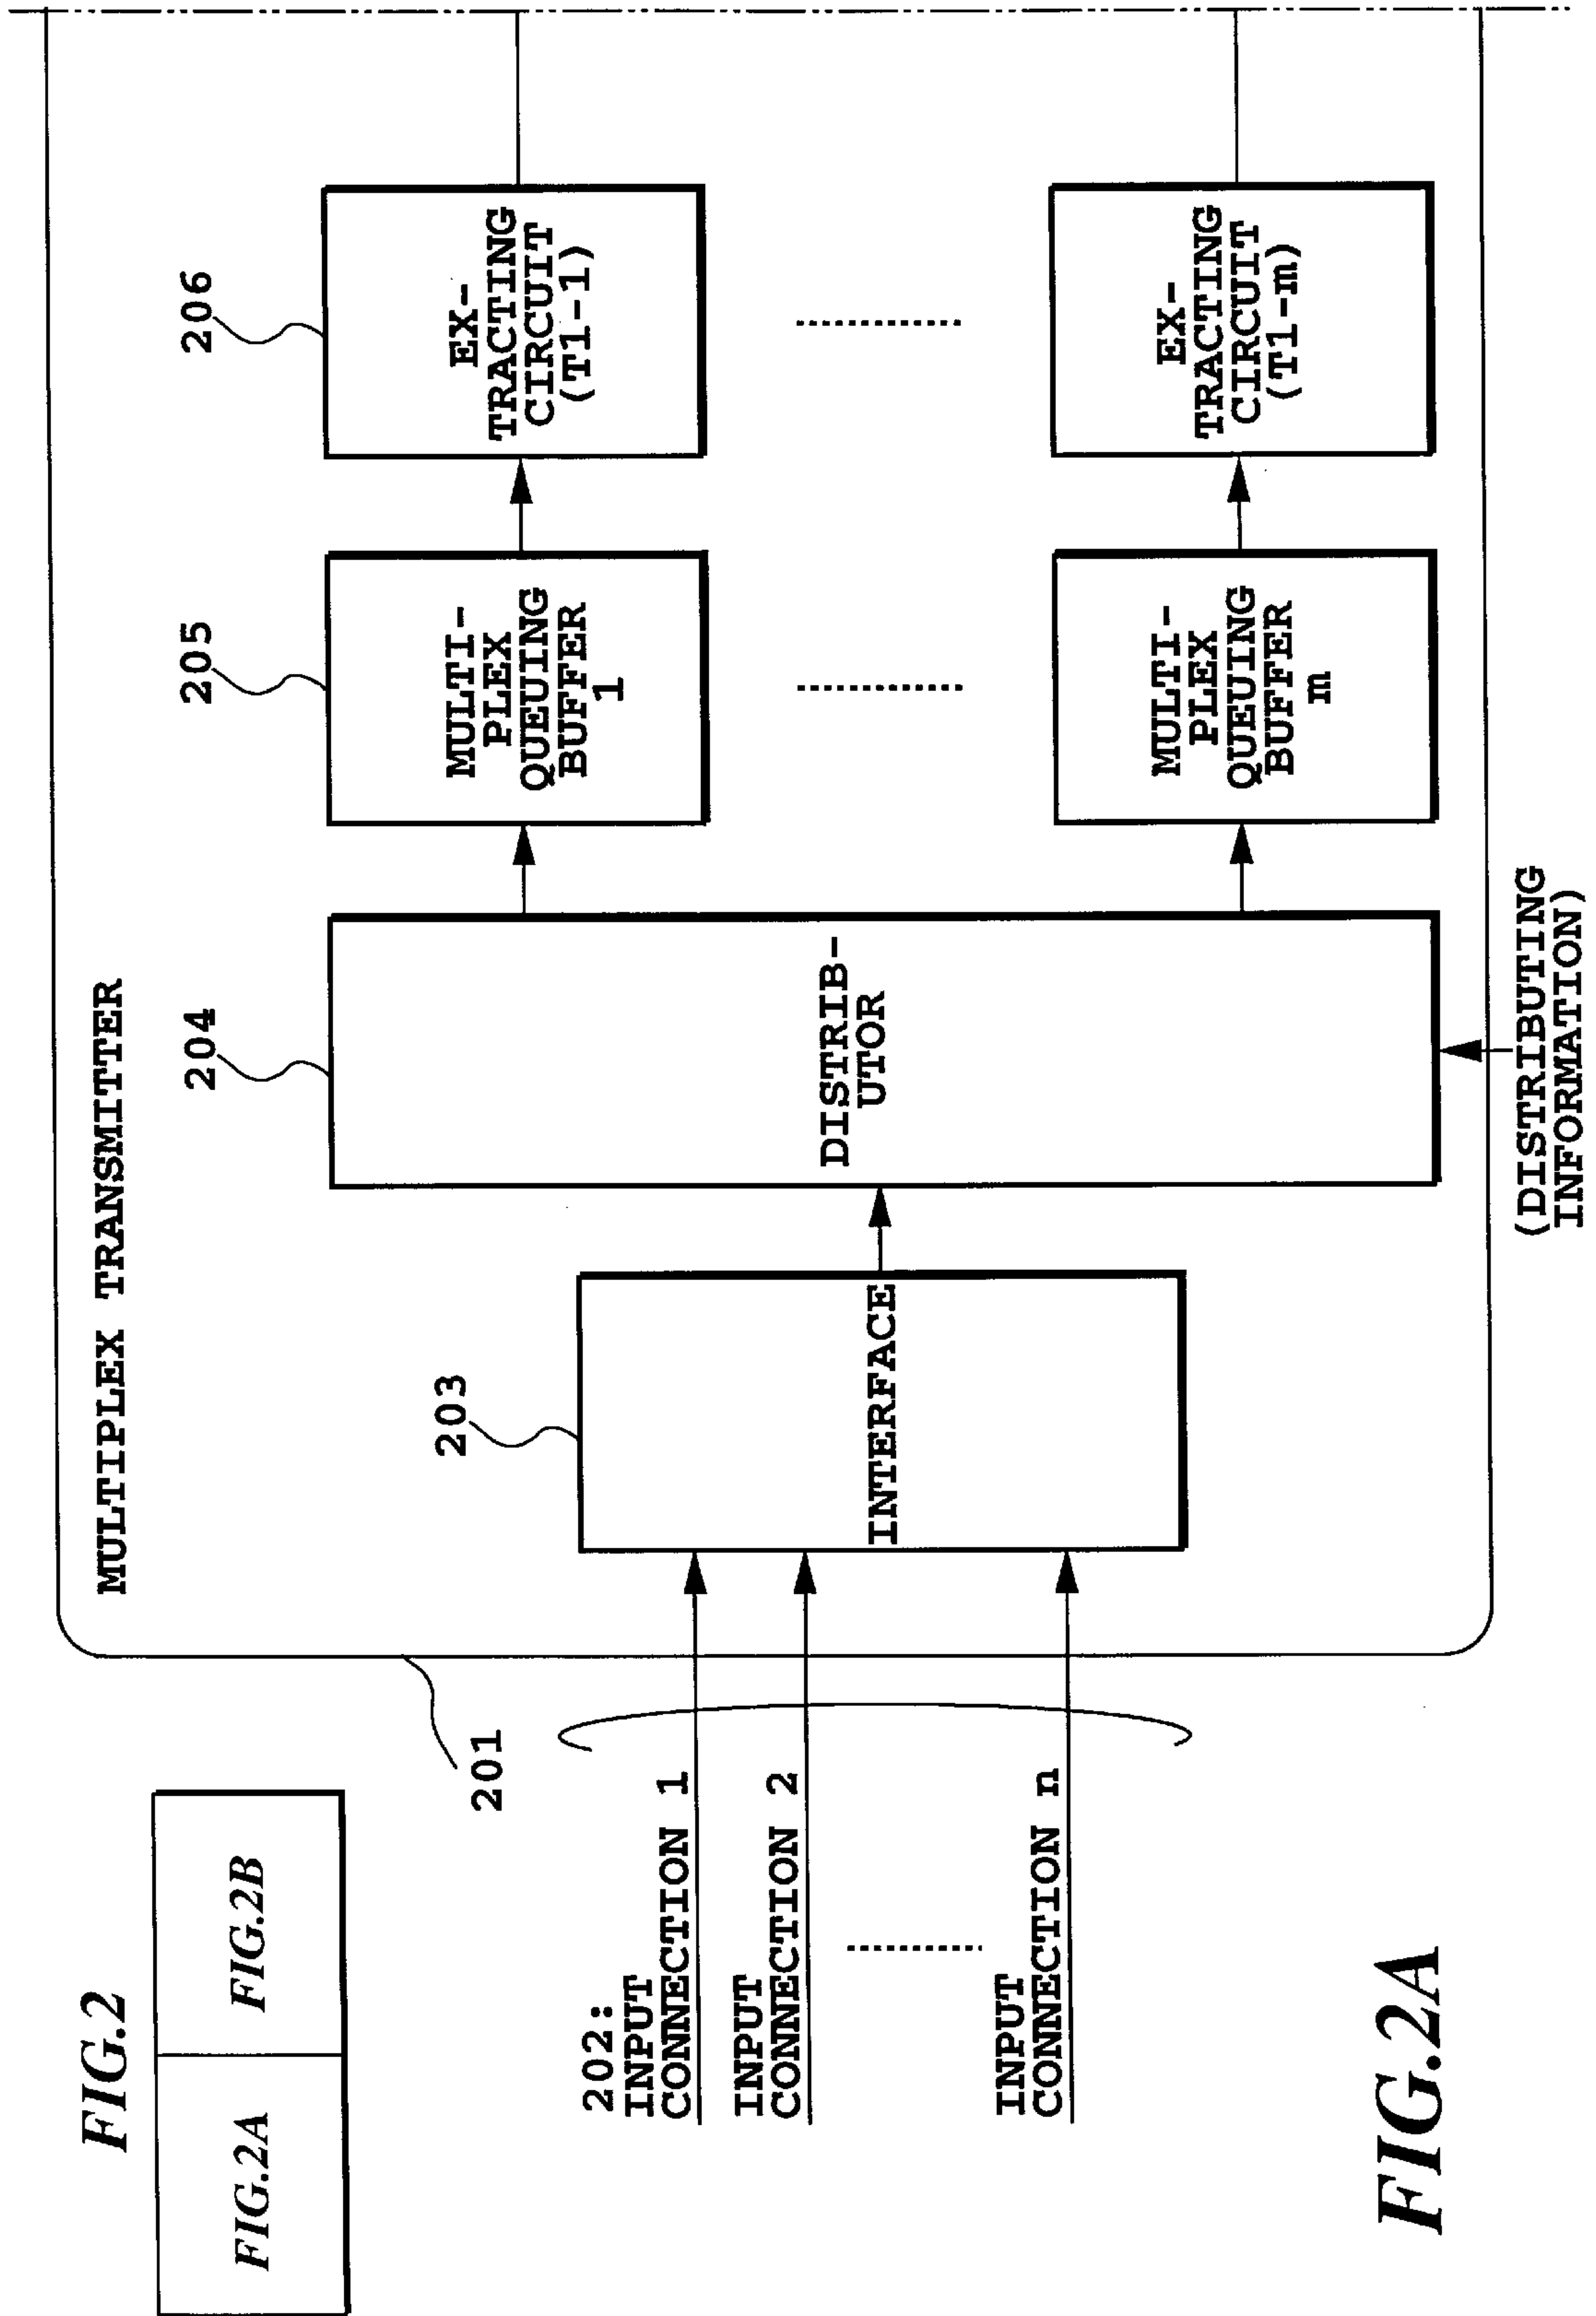 FIG.2
FIG.2A
FIG.2B
MULTIPLEX TRANSMITTER
201
202:
INPUT
CONNECTION 1
INPUT
CONNECTION 2
INPUT
CONNECTION n
203
INTERFACE
204
DISTRIB-
UTOR
(DISTRIBUTING
INFORMATION)
205
MULTI-
PLEX
QUEUING
BUFFER
1
MULTI-
PLEX
QUEUING
BUFFER
m
206
EX-
TRACTING
CIRCUIT
(T1-1)
EX-
TRACTING
CIRCUIT
(T1-m)
FIG.2A